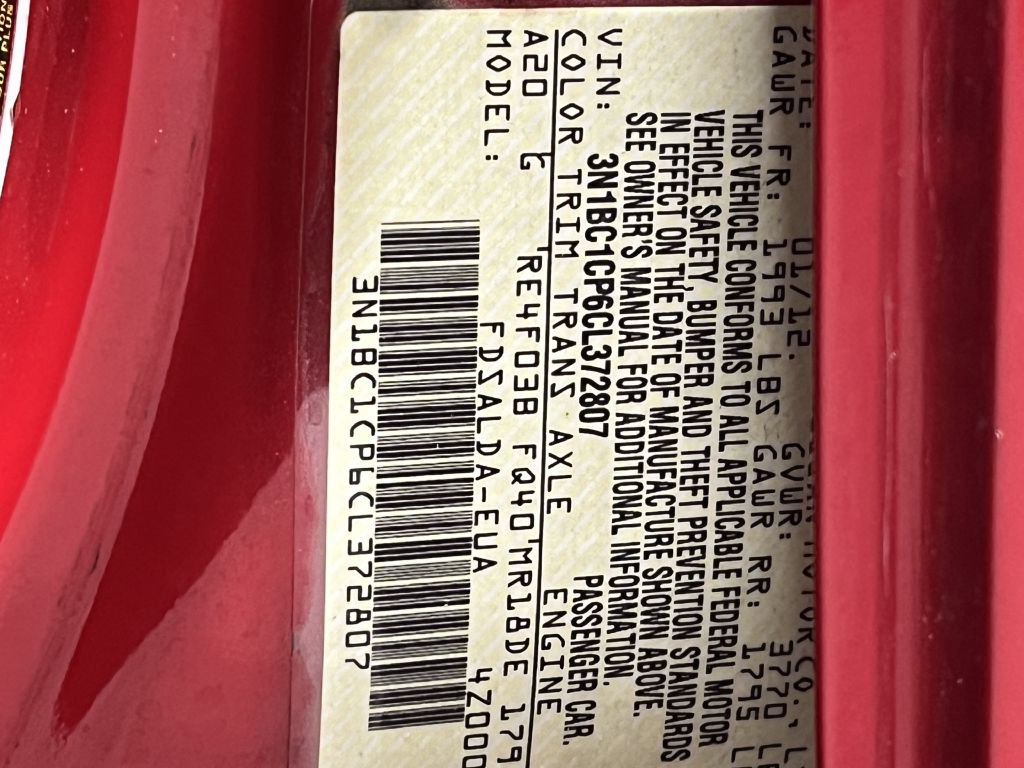 DATE: 01/12.
GVWR: 3770
GAWR FR: 1993 LBS GAWR RR: 1795
THIS VEHICLE CONFORMS TO ALL APPLICABLE FEDERAL MOTOR
VEHICLE SAFETY, BUMPER AND THEFT PREVENTION STANDARDS
IN EFFECT ON THE DATE OF MANUFACTURE SHOWN ABOVE.
SEE OWNER'S MANUAL FOR ADDITIONAL INFORMATION.
VIN: 3N1BC1CP6CL372807 PASSENGER CAR.
COLOR TRIM TRANS AXLE ENGINE
A20 G RE4F03B FQ40 MR18DE 179
MODEL: FDSALDA-EUA 4Z000
3N1BC1CP6CL372807